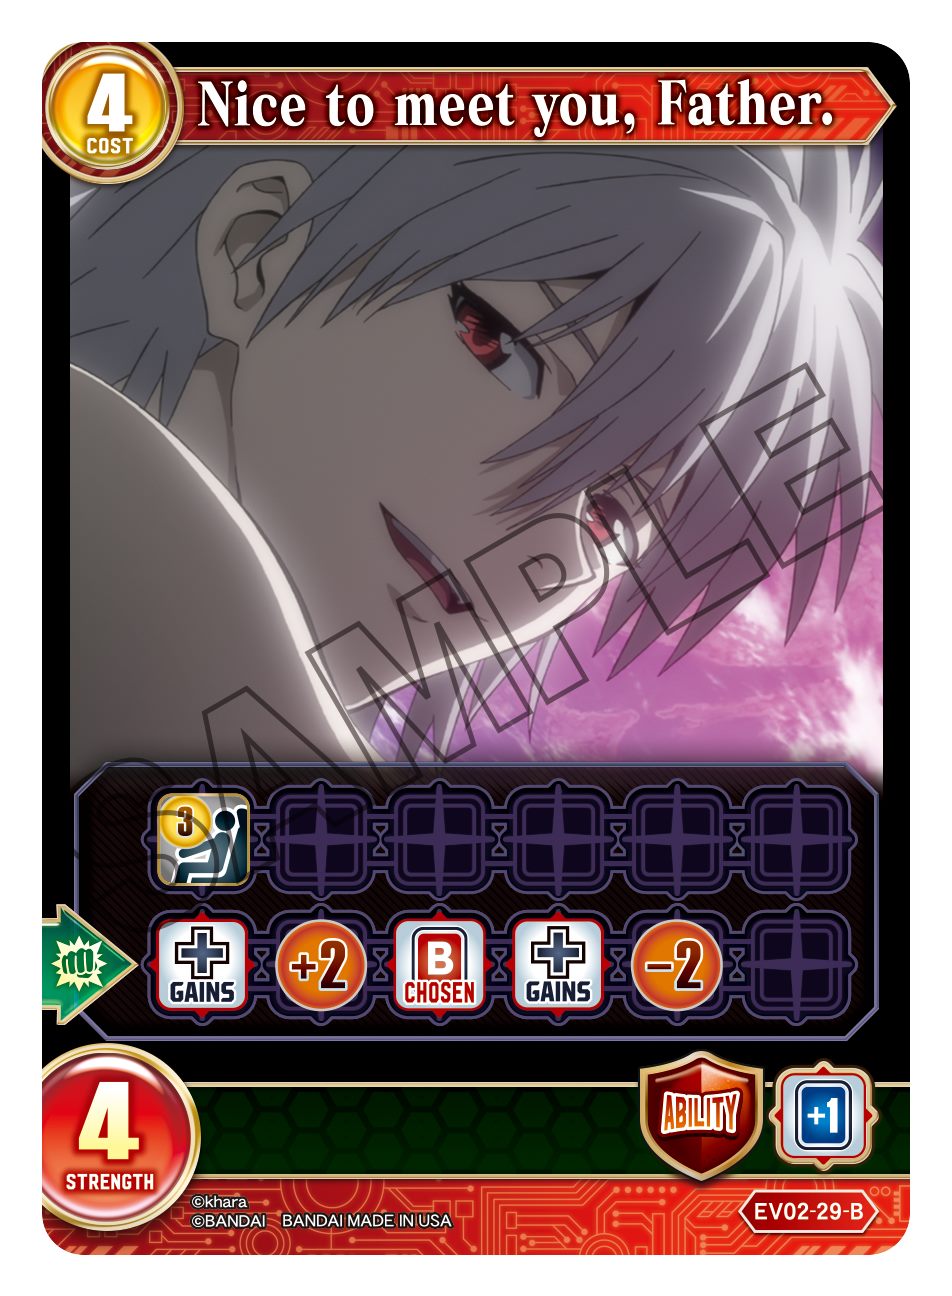 4
COST
Nice to meet you, Father.
SAMPLE
3
GAINS
+2
B
CHOSEN
GAINS
-2
4
STRENGTH
ABILITY
+1
©khara
©BANDAI BANDAI MADE IN USA
EV02-29-B